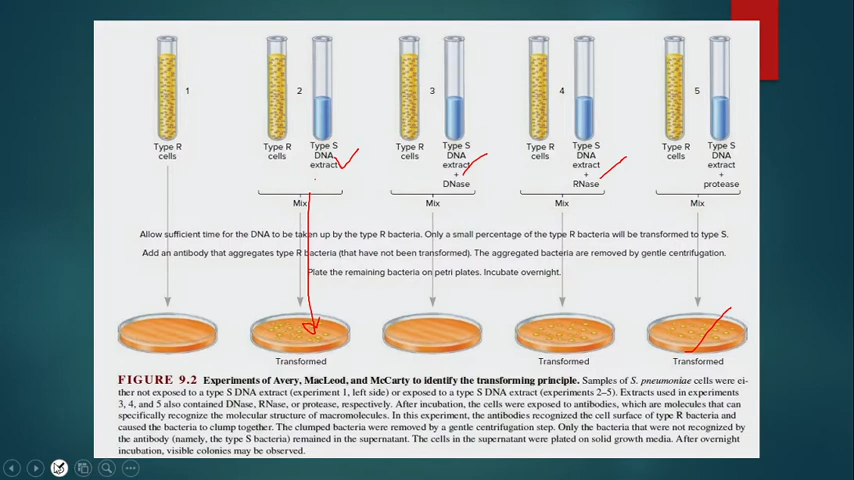 1
2
3
4
5
Type R
cells
Type R
cells
Type S
DNA
extract
Type R
cells
Type S
DNA
extract
+
DNase
Type R
cells
Type S
DNA
extract
+
RNase
Type R
cells
Type S
DNA
extract
+
protease
Mix
Mix
Mix
Mix
Allow sufficient time for the DNA to be taken up by the type R bacteria. Only a small percentage of the type R bacteria will be transformed to type S.
Add an antibody that aggregates type R bacteria (that have not been transformed). The aggregated bacteria are removed by gentle centrifugation.
Plate the remaining bacteria on petri plates. Incubate overnight.
Transformed
Transformed
Transformed
FIGURE 9.2 Experiments of Avery, MacLeod, and McCarty to identify the transforming principle. Samples of S. pneumoniae cells were ei-
ther not exposed to a type S DNA extract (experiment 1, left side) or exposed to a type S DNA extract (experiments 2–5). Extracts used in experiments
3, 4, and 5 also contained DNase, RNase, or protease, respectively. After incubation, the cells were exposed to antibodies, which are molecules that can
specifically recognize the molecular structure of macromolecules. In this experiment, the antibodies recognized the cell surface of type R bacteria and
caused the bacteria to clump together. The clumped bacteria were removed by a gentle centrifugation step. Only the bacteria that were not recognized by
the antibody (namely, the type S bacteria) remained in the supernatant. The cells in the supernatant were plated on solid growth media. After overnight
incubation, visible colonies may be observed.